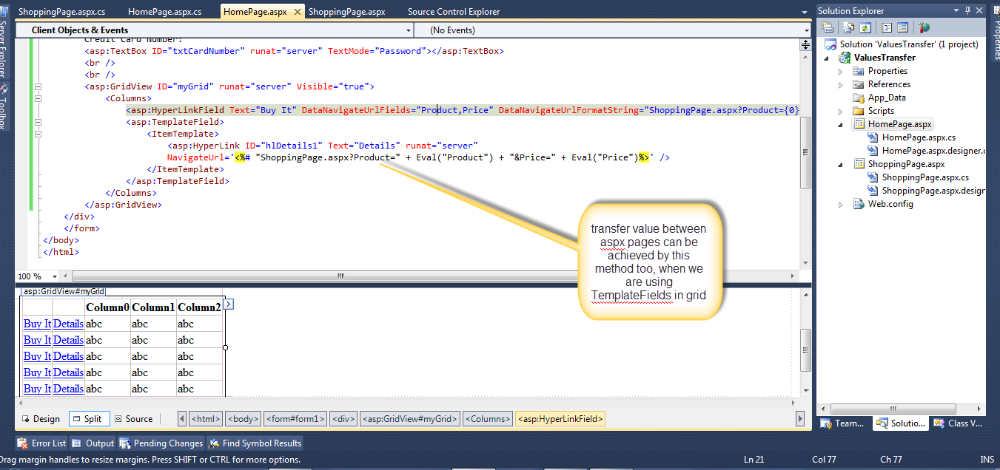 ShoppingPage.aspx.cs HomePage.aspx.cs HomePage.aspx ShoppingPage.aspx Source Control Explorer
Client Objects & Events (No Events)
Credit Card Number:
<asp:TextBox ID="txtCardNumber" runat="server" TextMode="Password"></asp:TextBox>
<br />
<br />
<asp:GridView ID="myGrid" runat="server" Visible="true">
<Columns>
<asp:HyperLinkField Text="Buy It" DataNavigateUrlFields="Product,Price" DataNavigateUrlFormatString="ShoppingPage.aspx?Product={0}
<asp:TemplateField>
<ItemTemplate>
<asp:HyperLink ID="hlDetails1" Text="Details" runat="server"
NavigateUrl='<%# "ShoppingPage.aspx?Product=" + Eval("Product") + "&Price=" + Eval("Price")%>' />
</ItemTemplate>
</asp:TemplateField>
</Columns>
</asp:GridView>
</div>
</form>
</body>
</html>
transfer value between
aspx pages can be
achieved by this
method too, when we
are using
TemplateFields in grid
100 %
asp:GridView#myGrid
Column0 Column1 Column2
Buy It Details abc abc abc
Buy It Details abc abc abc
Buy It Details abc abc abc
Buy It Details abc abc abc
Buy It Details abc abc abc
Design Split Source <html> <body> <form#form1> <div> <asp:GridView#myGrid> <Columns> <asp:HyperLinkField>
Error List Output Pending Changes Find Symbol Results
Drag margin handles to resize margins. Press SHIFT or CTRL for more options. Ln 21 Col 77 Ch 77 INS
Server Explorer
Toolbox
Solution Explorer
Solution 'ValuesTransfer' (1 project)
ValuesTransfer
Properties
References
App_Data
Scripts
HomePage.aspx
HomePage.aspx.cs
HomePage.aspx.designer.c
ShoppingPage.aspx
ShoppingPage.aspx.cs
ShoppingPage.aspx.design
Web.config
Team... Solutio... Class V...
Properties